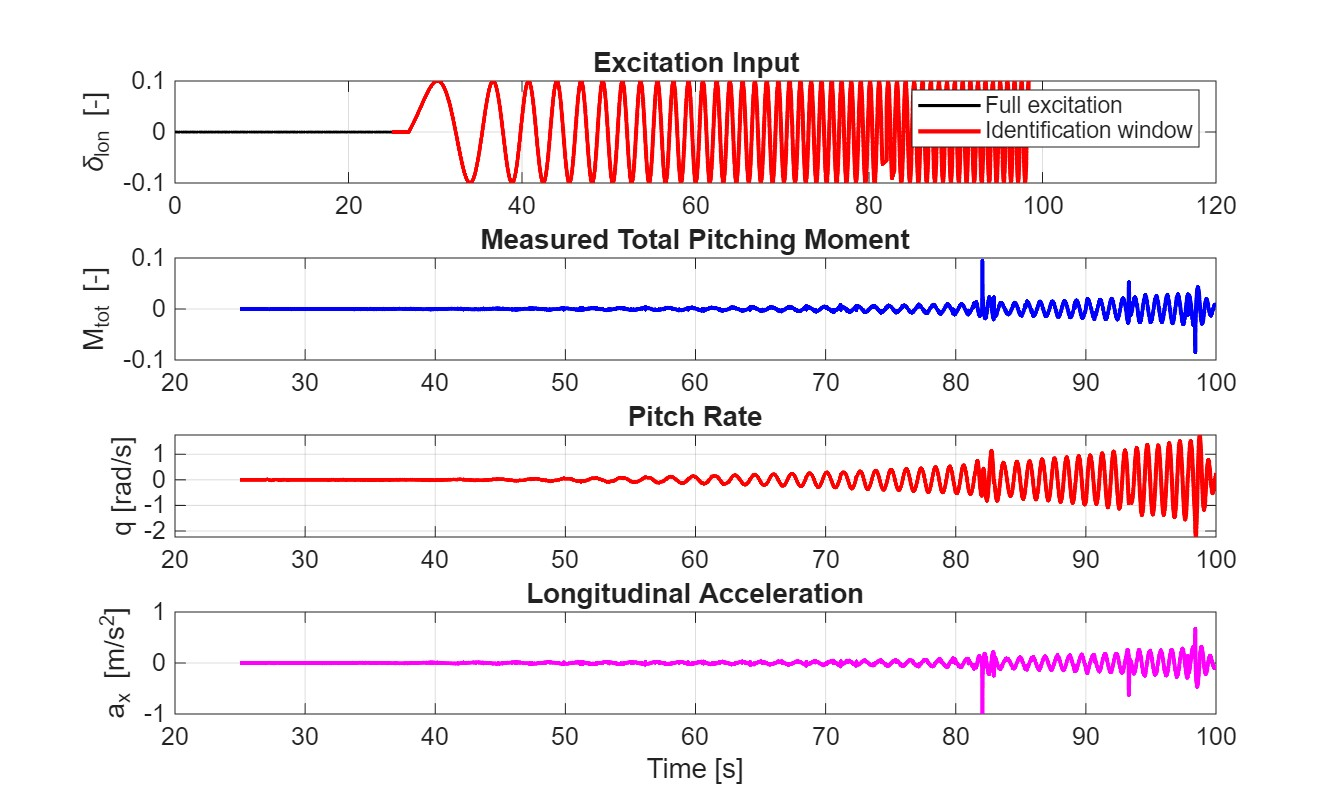 Excitation Input
0.1
0
-0.1
δlon [-]
Full excitation
Identification window
0 20 40 60 80 100 120
Measured Total Pitching Moment
0.1
0
-0.1
Mtot [-]
20 30 40 50 60 70 80 90 100
Pitch Rate
1
0
-1
-2
q [rad/s]
20 30 40 50 60 70 80 90 100
Longitudinal Acceleration
1
0
-1
ax [m/s²]
20 30 40 50 60 70 80 90 100
Time [s]